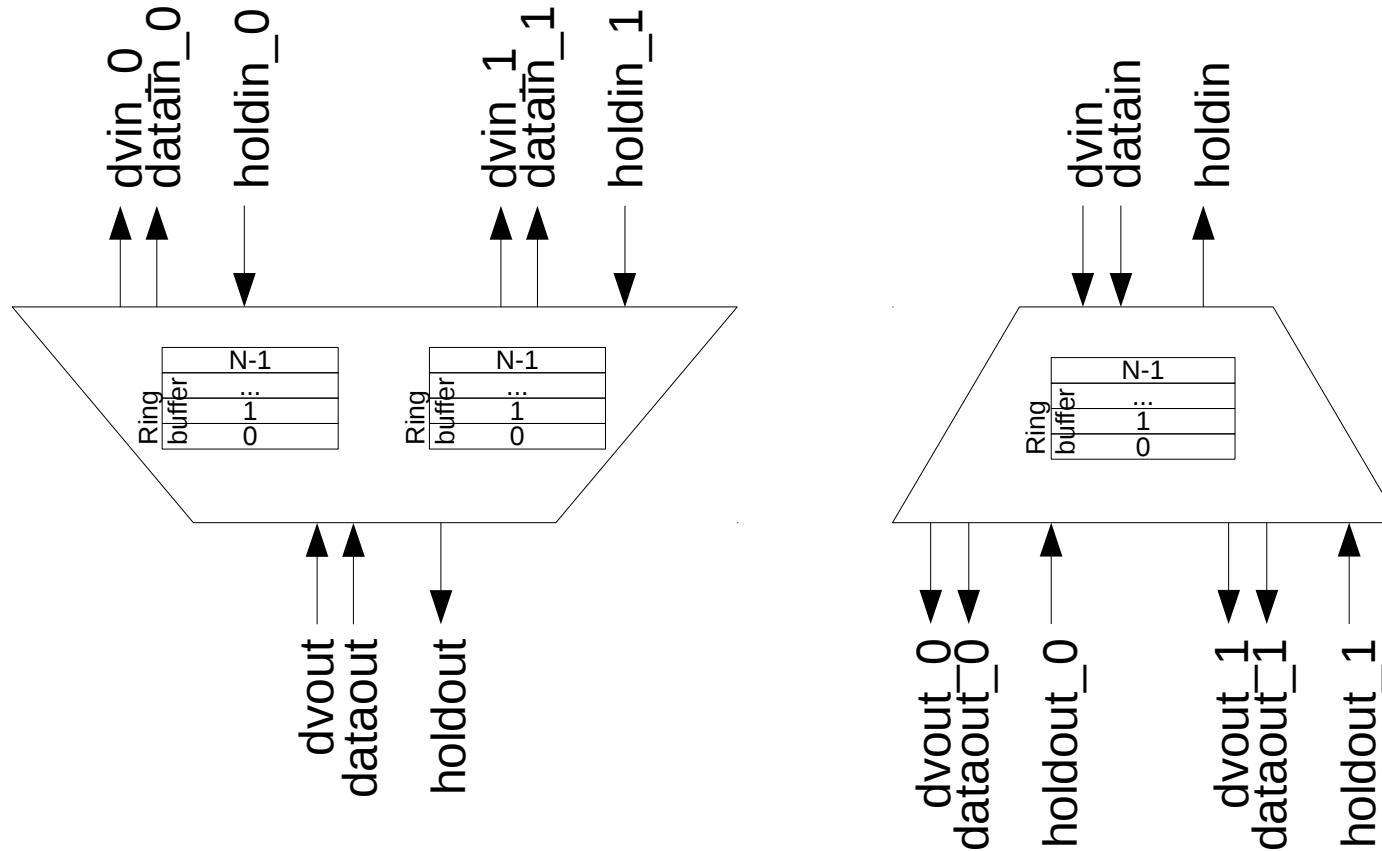 dvin_0
datain_0
holdin_0
dvin_1
datain_1
holdin_1
Ring
buffer
N-1
...
1
0
Ring
buffer
N-1
...
1
0
dvout
dataout
holdout
dvin
datain
holdin
Ring
buffer
N-1
...
1
0
dvout_0
dataout_0
holdout_0
dvout_1
dataout_1
holdout_1